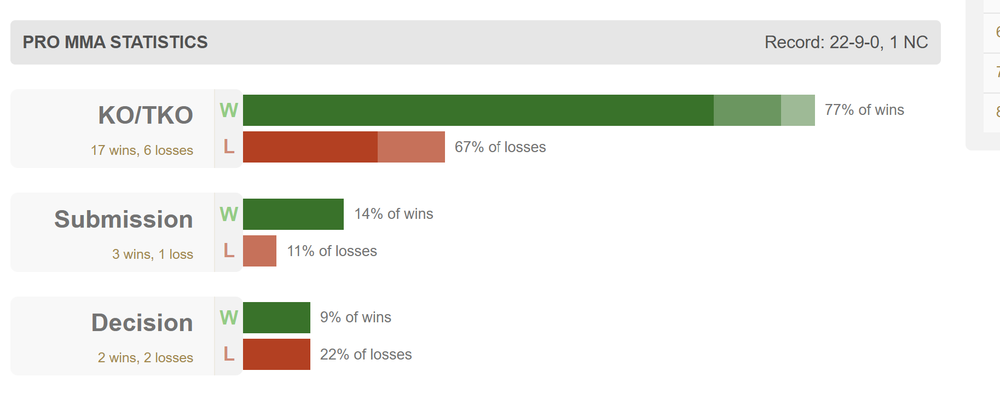 PRO MMA STATISTICS Record: 22-9-0, 1 NC
KO/TKO
17 wins, 6 losses
W 77% of wins
L 67% of losses
Submission
3 wins, 1 loss
W 14% of wins
L 11% of losses
Decision
2 wins, 2 losses
W 9% of wins
L 22% of losses